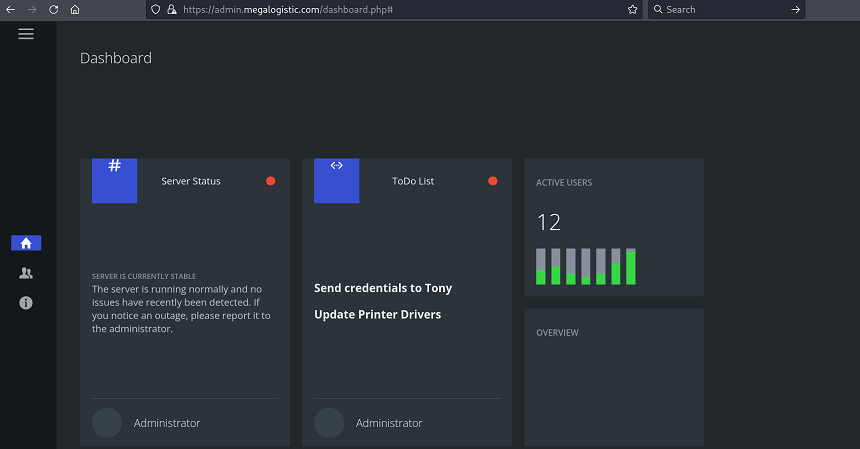 https://admin.megalogistic.com/dashboard.php#
Search
Dashboard
#
Server Status
SERVER IS CURRENTLY STABLE
The server is running normally and no
issues have recently been detected. If
you notice an outage, please report it to
the administrator.
Administrator
ToDo List
Send credentials to Tony
Update Printer Drivers
Administrator
ACTIVE USERS
12
OVERVIEW